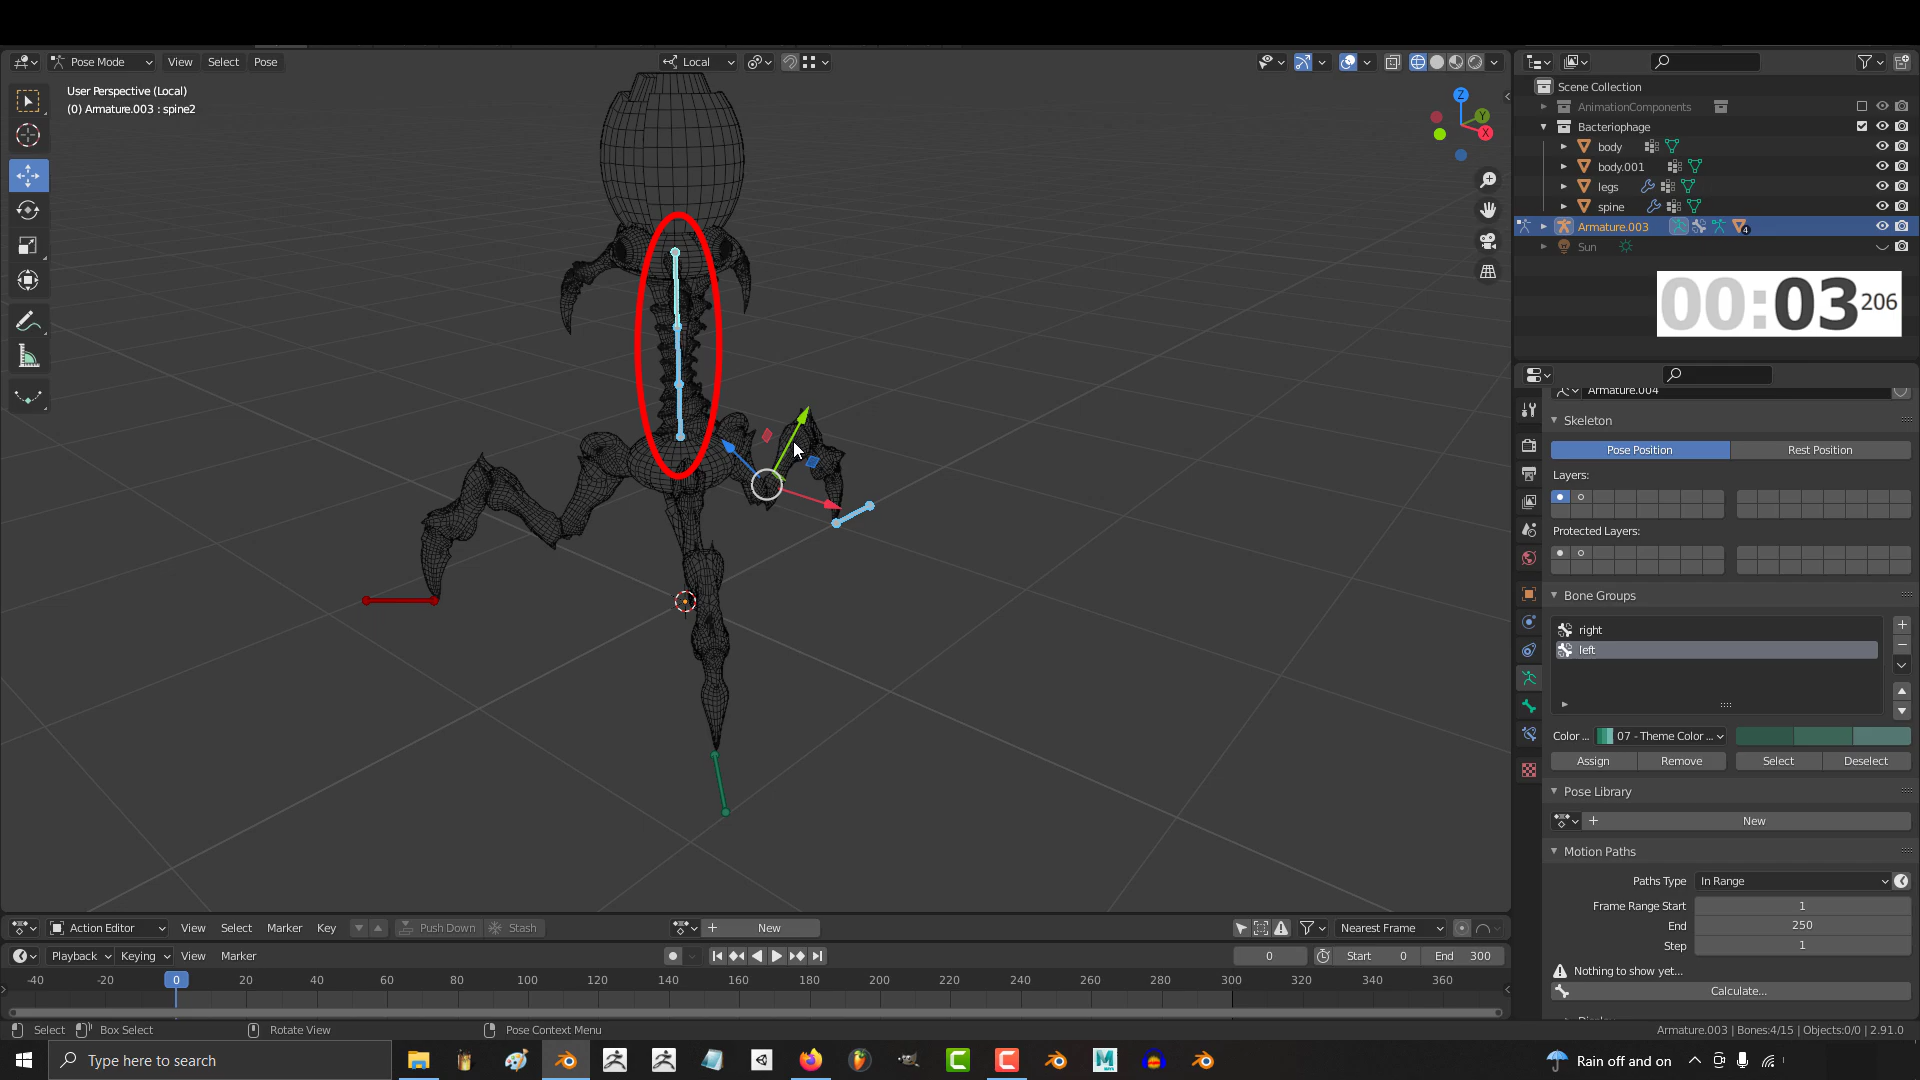 Pose Mode View Select Pose Local
User Perspective (Local)
(0) Armature.003 : spine2
Z
Y
X
Scene Collection
AnimationComponents
Bacteriophage
body
body.001
legs
spine
Armature.003
4
Sun
00:03 206
Armature.004
Skeleton
Pose Position Rest Position
Layers:
Protected Layers:
Bone Groups
right
left
Color ... 07 - Theme Color ...
Assign Remove Select Deselect
Pose Library
New
Motion Paths
Paths Type In Range
Frame Range Start 1
End 250
Step 1
Nothing to show yet...
Calculate...
Action Editor View Select Marker Key Push Down Stash New Nearest Frame
Playback Keying View Marker 0 Start 0 End 300
-40 -20 0 20 40 60 80 100 120 140 160 180 200 220 240 260 280 300 320 340 360
Select Box Select Rotate View Pose Context Menu Armature.003 | Bones:4/15 | Objects:0/0 | 2.91.0
Type here to search Rain off and on